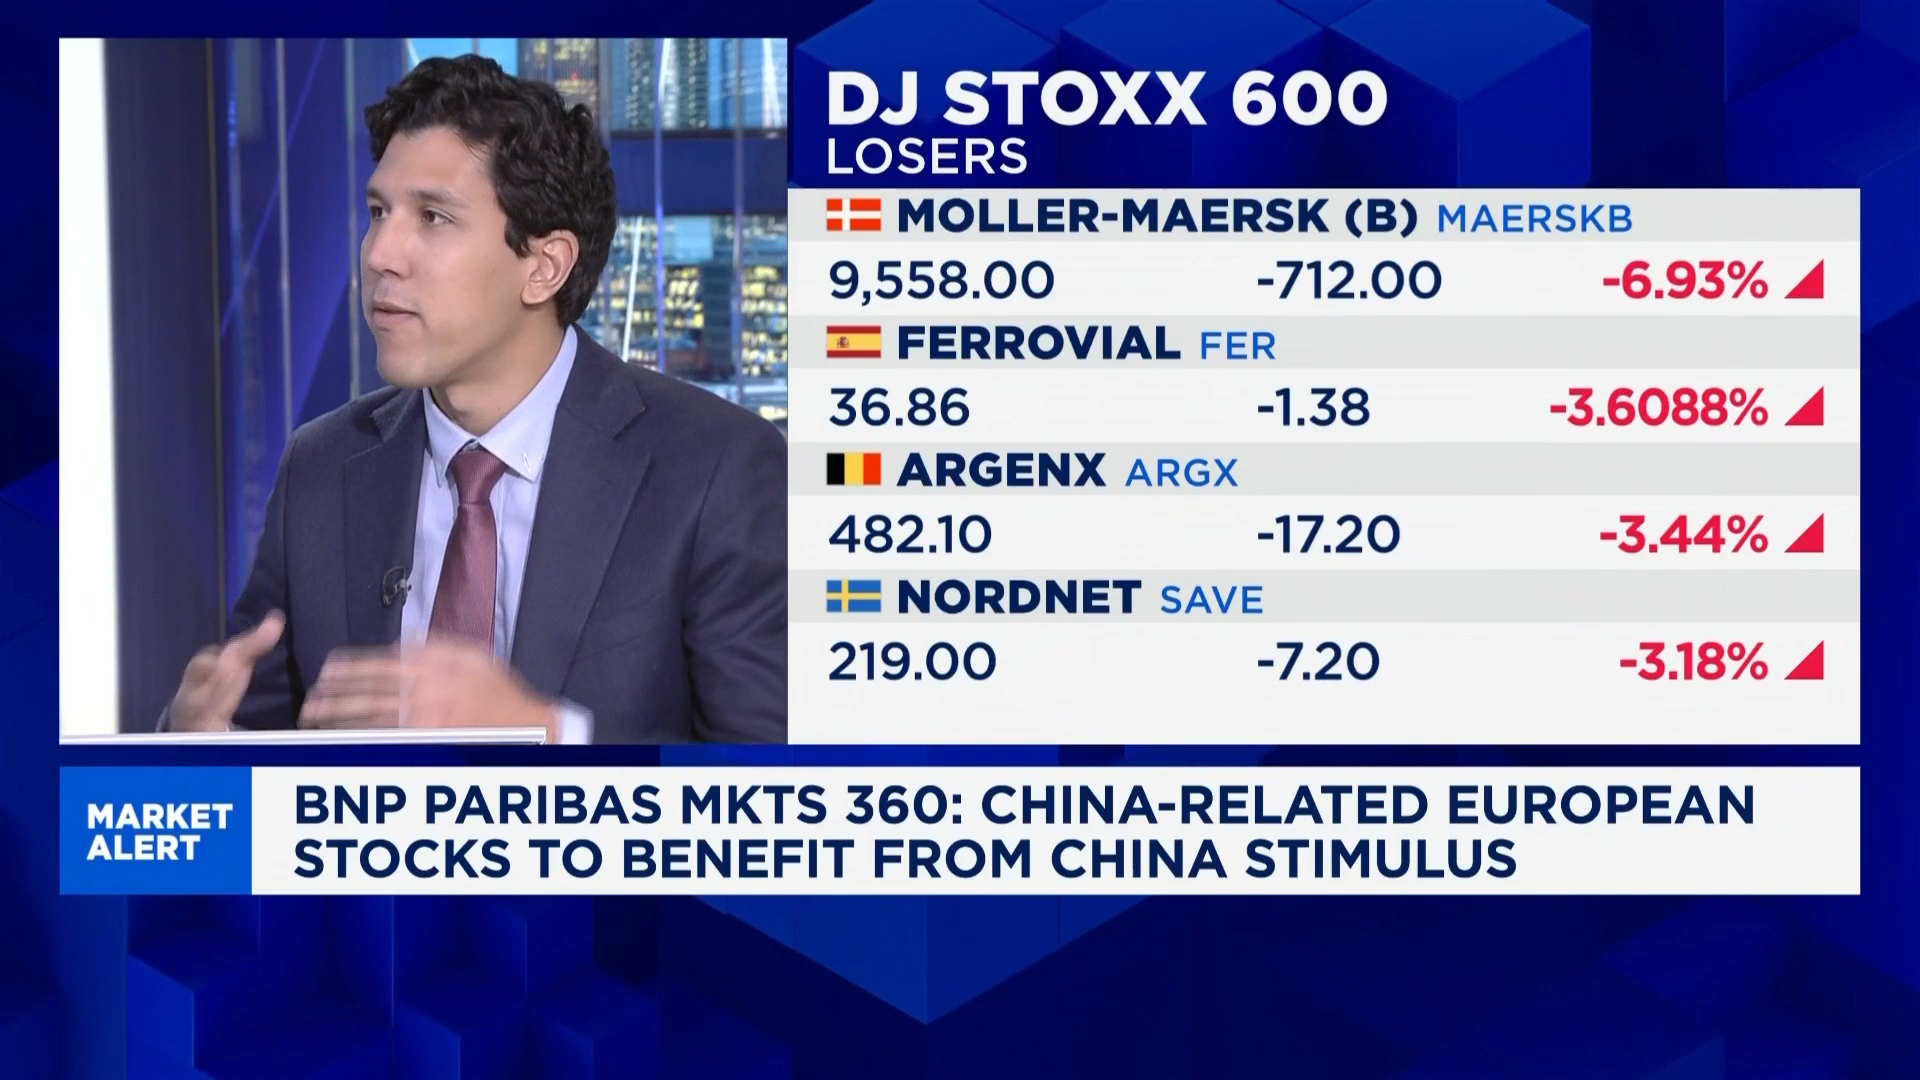 DJ STOXX 600
LOSERS
MOLLER-MAERSK (B) MAERSKB
9,558.00 -712.00 -6.93%
FERROVIAL FER
36.86 -1.38 -3.6088%
ARGENX ARGX
482.10 -17.20 -3.44%
NORDNET SAVE
219.00 -7.20 -3.18%
MARKET
ALERT
BNP PARIBAS MKTS 360: CHINA-RELATED EUROPEAN
STOCKS TO BENEFIT FROM CHINA STIMULUS